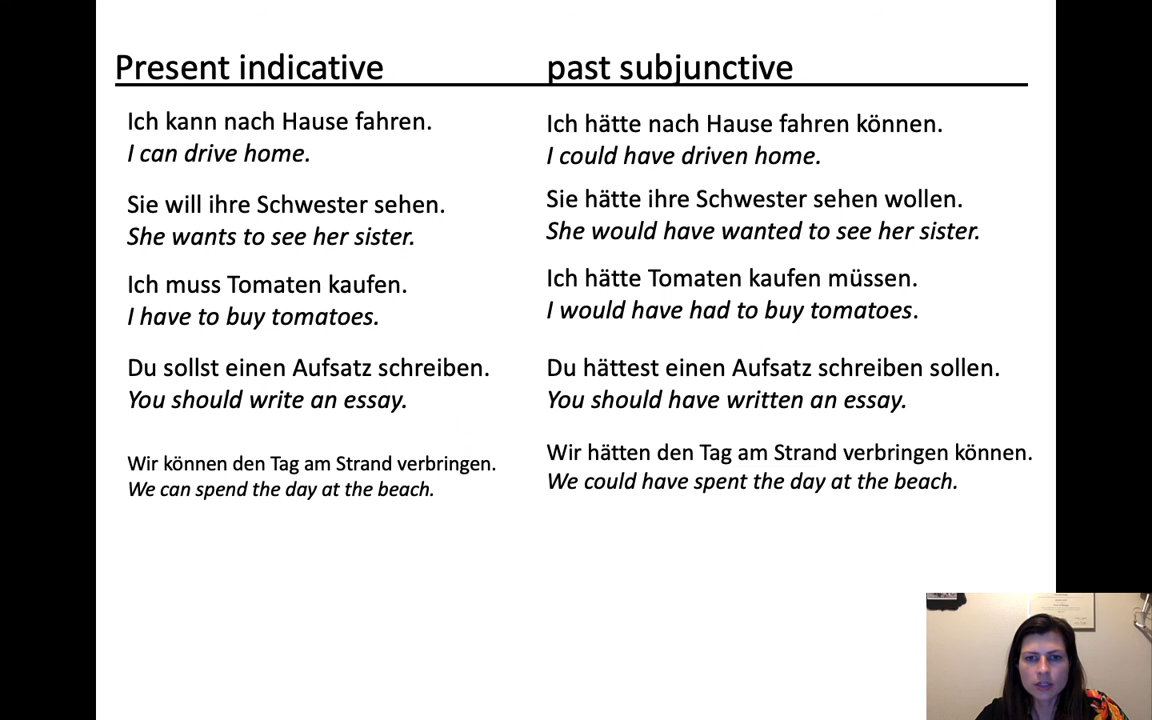 Present indicative
past subjunctive
Ich kann nach Hause fahren.
I can drive home.
Ich hätte nach Hause fahren können.
I could have driven home.
Sie will ihre Schwester sehen.
She wants to see her sister.
Sie hätte ihre Schwester sehen wollen.
She would have wanted to see her sister.
Ich muss Tomaten kaufen.
I have to buy tomatoes.
Ich hätte Tomaten kaufen müssen.
I would have had to buy tomatoes.
Du sollst einen Aufsatz schreiben.
You should write an essay.
Du hättest einen Aufsatz schreiben sollen.
You should have written an essay.
Wir können den Tag am Strand verbringen.
We can spend the day at the beach.
Wir hätten den Tag am Strand verbringen können.
We could have spent the day at the beach.